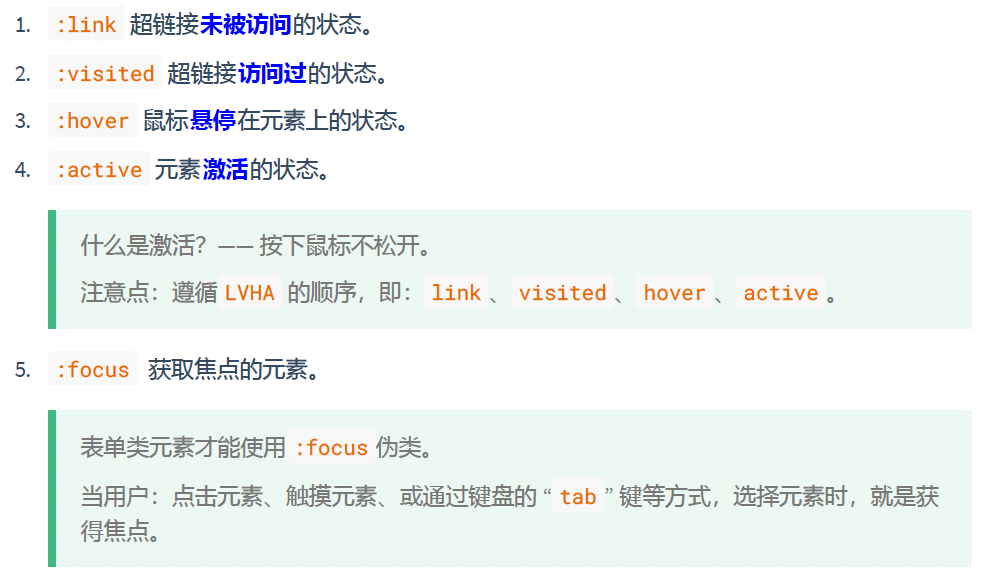 1. :link 超链接未被访问的状态。
2. :visited 超链接访问过的状态。
3. :hover 鼠标悬停在元素上的状态。
4. :active 元素激活的状态。
什么是激活？—— 按下鼠标不松开。
注意点：遵循 LVHA 的顺序，即： link 、 visited 、 hover 、 active 。
5. :focus 获取焦点的元素。
表单类元素才能使用 :focus 伪类。
当用户：点击元素、触摸元素、或通过键盘的 “ tab ” 键等方式，选择元素时，就是获
得焦点。